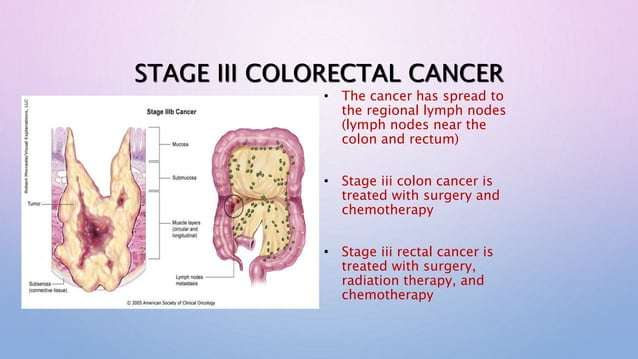 STAGE III COLORECTAL CANCER
Stage IIIb Cancer
Mucosa
Submucosa
Tumor
Muscle layers
(circular and
longitudinal)
Lymph nodes
metastasis
Subserosa
(connective tissue)
© 2005 American Society of Clinical Oncology
• The cancer has spread to
the regional lymph nodes
(lymph nodes near the
colon and rectum)
• Stage iii colon cancer is
treated with surgery and
chemotherapy
• Stage iii rectal cancer is
treated with surgery,
radiation therapy, and
chemotherapy